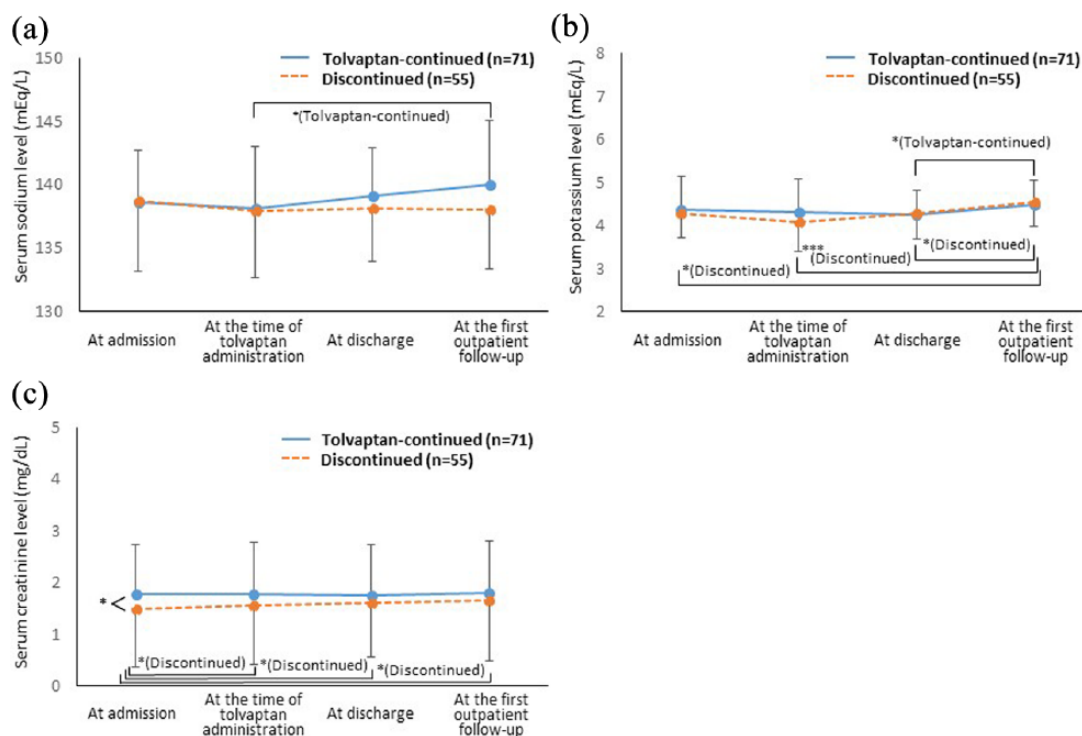 (a)
Serum sodium level (mEq/L)
150
145
140
135
130
Tolvaptan-continued (n=71)
Discontinued (n=55)
*(Tolvaptan-continued)
At admission
At the time of
tolvaptan
administration
At discharge
At the first
outpatient
follow-up
(b)
Serum potassium level (mEq/L)
8
7
6
5
4
3
2
Tolvaptan-continued (n=71)
Discontinued (n=55)
*(Tolvaptan-continued)
*(Discontinued)
***
(Discontinued)
*(Discontinued)
At admission
At the time of
tolvaptan
administration
At discharge
At the first
outpatient
follow-up
(c)
Serum creatinine level (mg/dL)
5
4
3
2
1
0
Tolvaptan-continued (n=71)
Discontinued (n=55)
*
*(Discontinued)
*(Discontinued)
*(Discontinued)
At admission
At the time of
tolvaptan
administration
At discharge
At the first
outpatient
follow-up